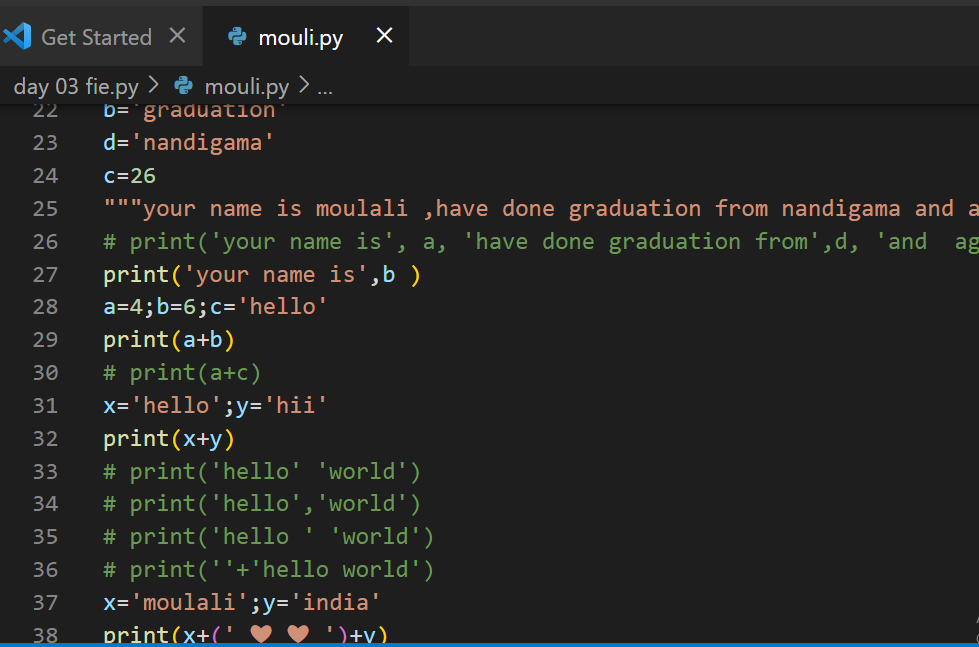 Get Started × mouli.py ×
day 03 fie.py > mouli.py > ...
22 b='graduation'
23 d='nandigama'
24 c=26
25 """your name is moulali ,have done graduation from nandigama and a
26 # print('your name is', a, 'have done graduation from',d, 'and  ag
27 print('your name is',b )
28 a=4;b=6;c='hello'
29 print(a+b)
30 # print(a+c)
31 x='hello';y='hii'
32 print(x+y)
33 # print('hello' 'world')
34 # print('hello','world')
35 # print('hello ' 'world')
36 # print(''+'hello world')
37 x='moulali';y='india'
38 print(x+(' ❤ ❤ ')+y)